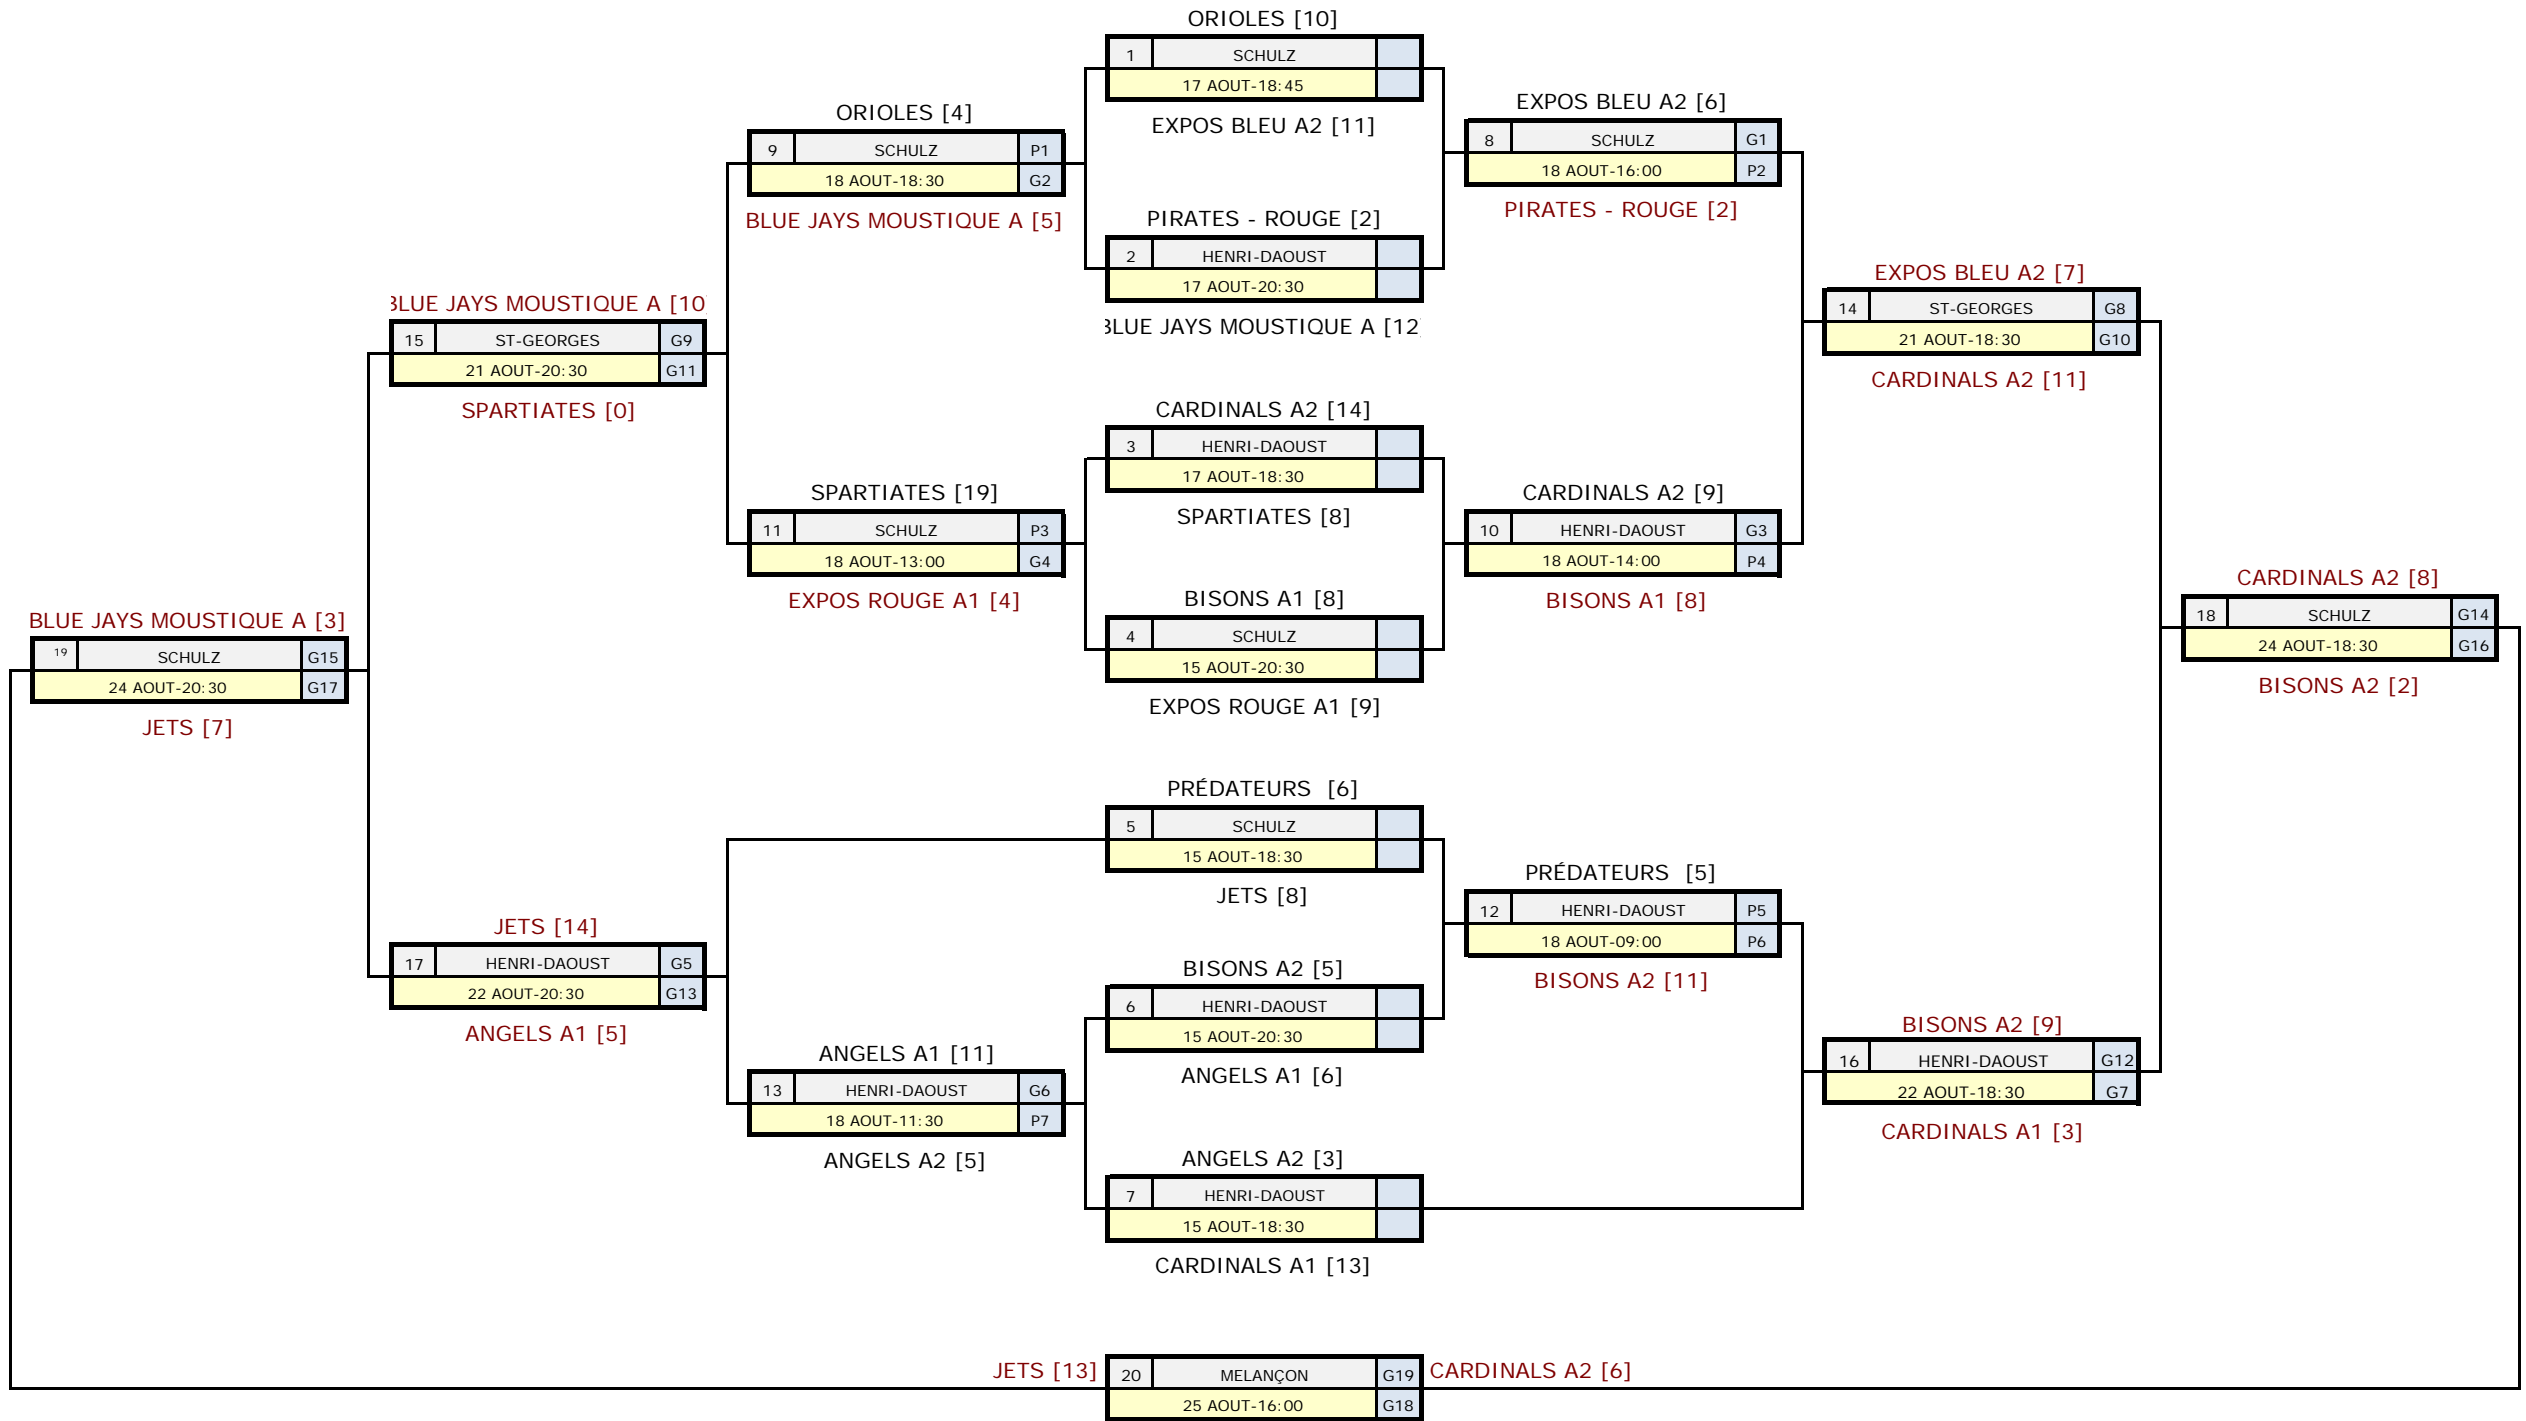 ORIOLES [10]
1 SCHULZ
17 AOUT-18:45
EXPOS BLEU A2 [11]
ORIOLES [4]
9 SCHULZ P1
18 AOUT-18:30 G2
BLUE JAYS MOUSTIQUE A [5]
EXPOS BLEU A2 [6]
8 SCHULZ G1
18 AOUT-16:00 P2
PIRATES - ROUGE [2]
PIRATES - ROUGE [2]
2 HENRI-DAOUST
17 AOUT-20:30
BLUE JAYS MOUSTIQUE A [12]
BLUE JAYS MOUSTIQUE A [10
15 ST-GEORGES G9
21 AOUT-20:30 G11
SPARTIATES [0]
EXPOS BLEU A2 [7]
14 ST-GEORGES G8
21 AOUT-18:30 G10
CARDINALS A2 [11]
CARDINALS A2 [14]
3 HENRI-DAOUST
17 AOUT-18:30
SPARTIATES [8]
SPARTIATES [19]
11 SCHULZ P3
18 AOUT-13:00 G4
EXPOS ROUGE A1 [4]
CARDINALS A2 [9]
10 HENRI-DAOUST G3
18 AOUT-14:00 P4
BISONS A1 [8]
BISONS A1 [8]
4 SCHULZ
15 AOUT-20:30
EXPOS ROUGE A1 [9]
BLUE JAYS MOUSTIQUE A [3]
19 SCHULZ G15
24 AOUT-20:30 G17
JETS [7]
CARDINALS A2 [8]
18 SCHULZ G14
24 AOUT-18:30 G16
BISONS A2 [2]
PRÉDATEURS [6]
5 SCHULZ
15 AOUT-18:30
JETS [8]
PRÉDATEURS [5]
12 HENRI-DAOUST P5
18 AOUT-09:00 P6
BISONS A2 [11]
JETS [14]
17 HENRI-DAOUST G5
22 AOUT-20:30 G13
ANGELS A1 [5]
BISONS A2 [5]
6 HENRI-DAOUST
15 AOUT-20:30
ANGELS A1 [6]
ANGELS A1 [11]
13 HENRI-DAOUST G6
18 AOUT-11:30 P7
ANGELS A2 [5]
BISONS A2 [9]
16 HENRI-DAOUST G12
22 AOUT-18:30 G7
CARDINALS A1 [3]
ANGELS A2 [3]
7 HENRI-DAOUST
15 AOUT-18:30
CARDINALS A1 [13]
JETS [13] 20 MELANÇON G19 CARDINALS A2 [6]
25 AOUT-16:00 G18